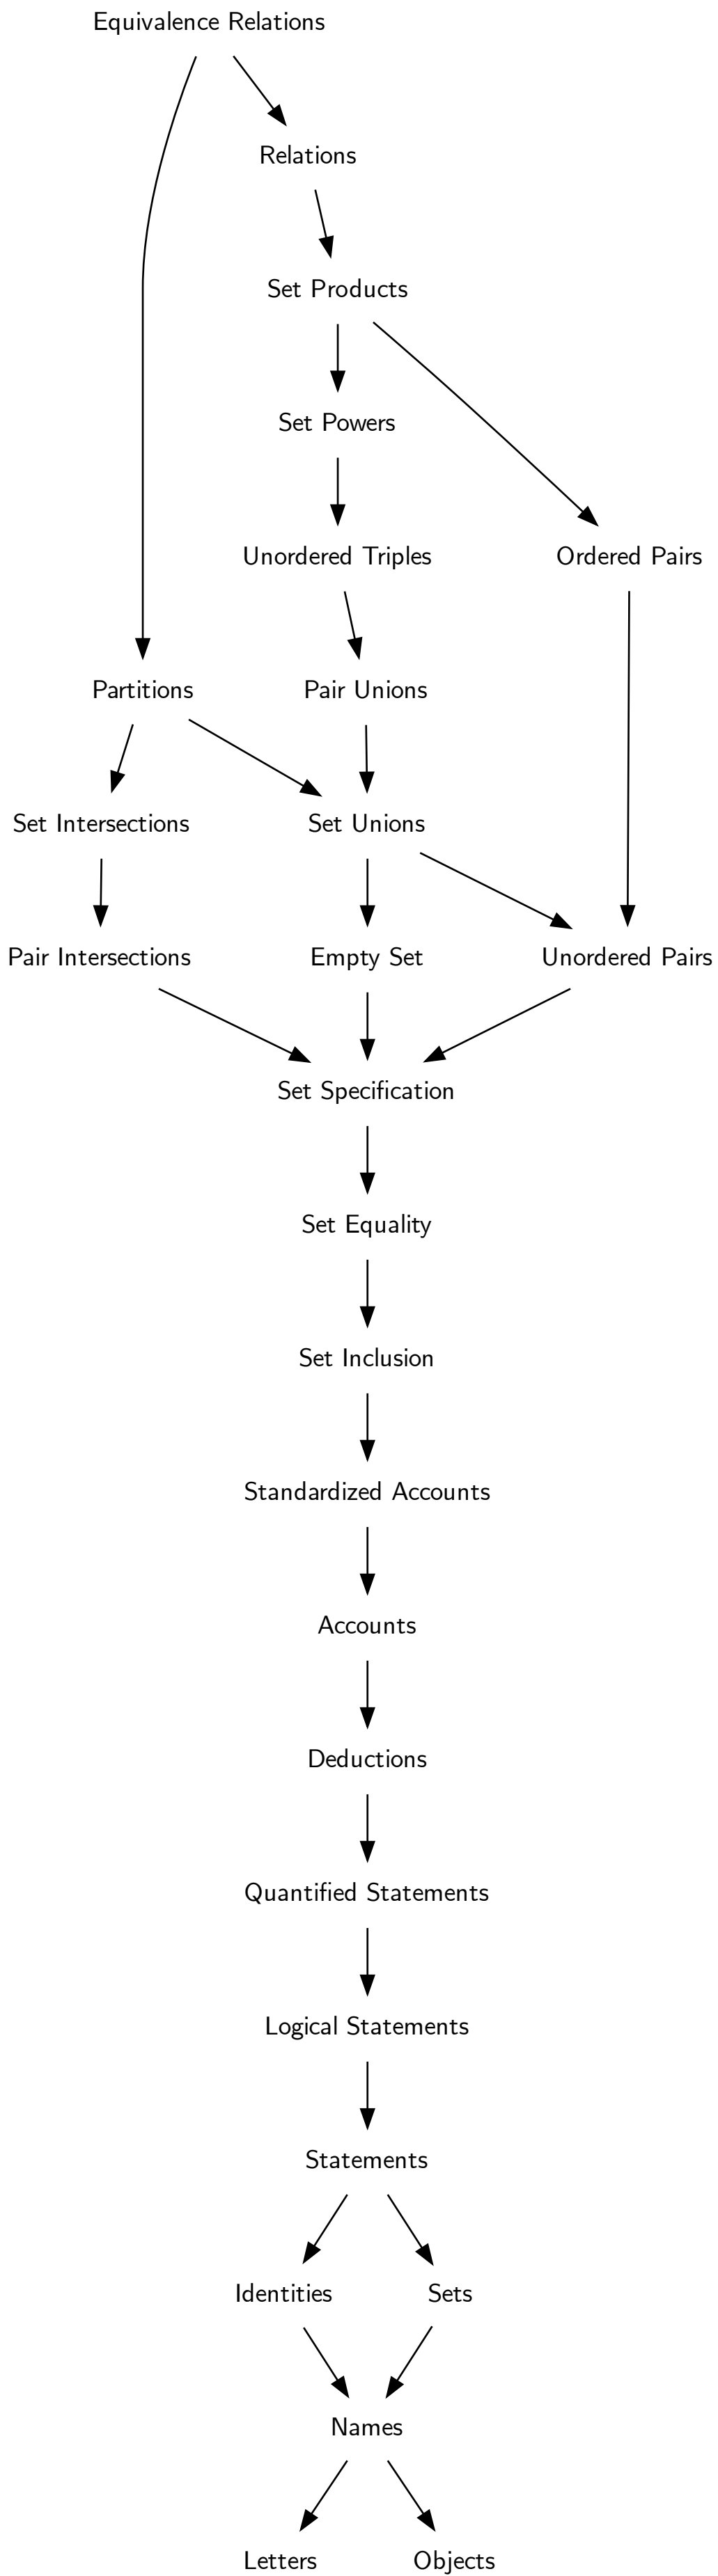 Equivalence Relations
Relations
Set Products
Set Powers
Unordered Triples
Ordered Pairs
Partitions
Pair Unions
Set Intersections
Set Unions
Pair Intersections
Empty Set
Unordered Pairs
Set Specification
Set Equality
Set Inclusion
Standardized Accounts
Accounts
Deductions
Quantified Statements
Logical Statements
Statements
Identities
Sets
Names
Letters
Objects